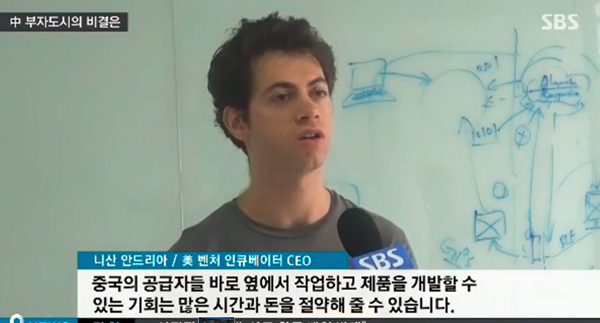 中 부자도시의 비결은
SBS
니산 안드리아 / 美 벤처 인큐베이터 CEO
SBS
중국의 공급자들 바로 옆에서 작업하고 제품을 개발할 수
있는 기회는 많은 시간과 돈을 절약해 줄 수 있습니다.